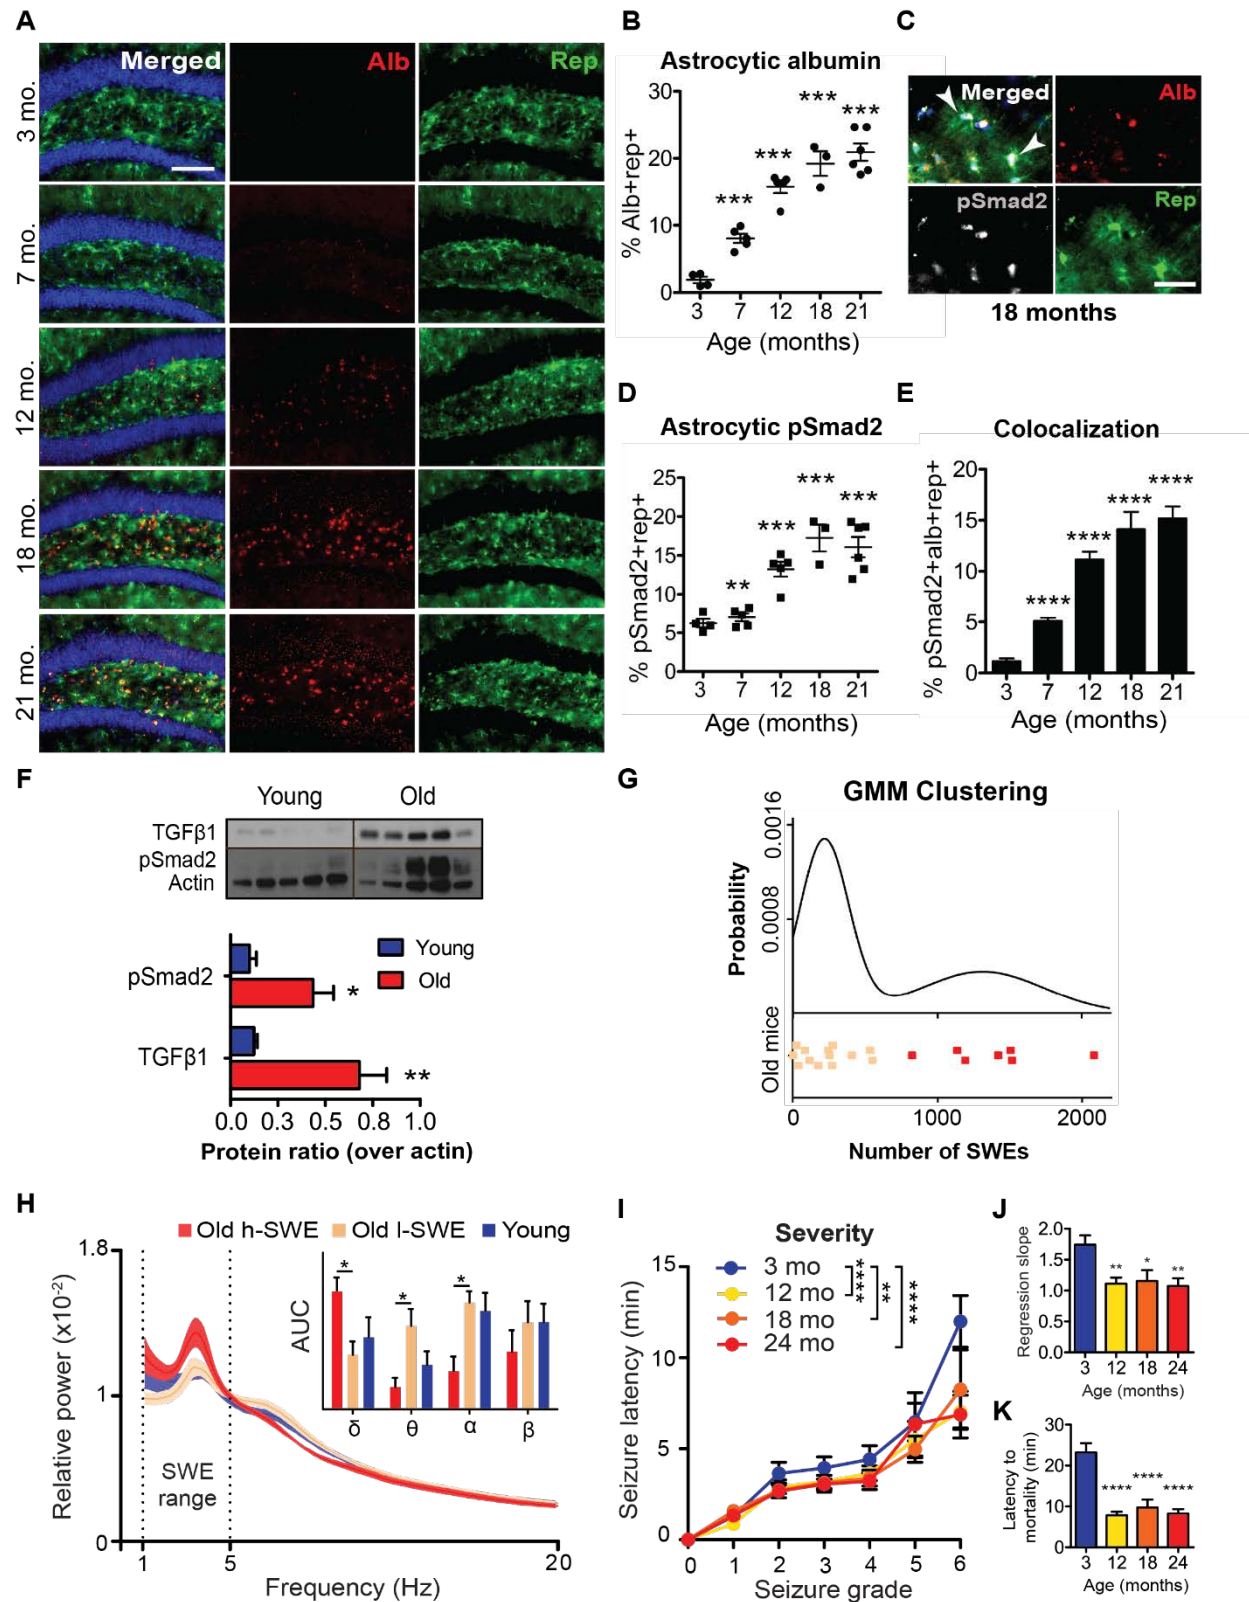 A
Merged
Alb
Rep
3 mo.
7 mo.
12 mo.
18 mo.
21 mo.
B
Astrocytic albumin
% Alb+rep+
30
20
10
0
***
***
***
***
3 7 12 18 21
Age (months)
C
Merged
Alb
pSmad2
Rep
18 months
D
Astrocytic pSmad2
% pSmad2+rep+
25
20
15
10
5
0
**
***
***
***
3 7 12 18 21
Age (months)
E
Colocalization
% pSmad2+alb+rep+
20
15
10
5
0
****
****
****
****
3 7 12 18 21
Age (months)
F
Young Old
TGFβ1
pSmad2
Actin
Young
Old
pSmad2
*
TGFβ1
**
0.0 0.3 0.8 1.0
Protein ratio (over actin)
G
GMM Clustering
Probability
0.0016
0.0008
Old mice
0 1000 2000
Number of SWEs
H
Old h-SWE Old l-SWE Young
Relative power (x10-2)
1.8
1
0
SWE
range
AUC
* * *
δ θ α β
1 5 20
Frequency (Hz)
I
Severity
3 mo
12 mo
18 mo
24 mo
****
**
****
Seizure latency (min)
15
10
5
0
0 1 2 3 4 5 6
Seizure grade
J
Regression slope
2.0
1.5
1.0
0.5
0.0
** * **
3 12 18 24
Age (months)
K
Latency to
mortality (min)
30
20
10
0
**** **** ****
3 12 18 24
Age (months)